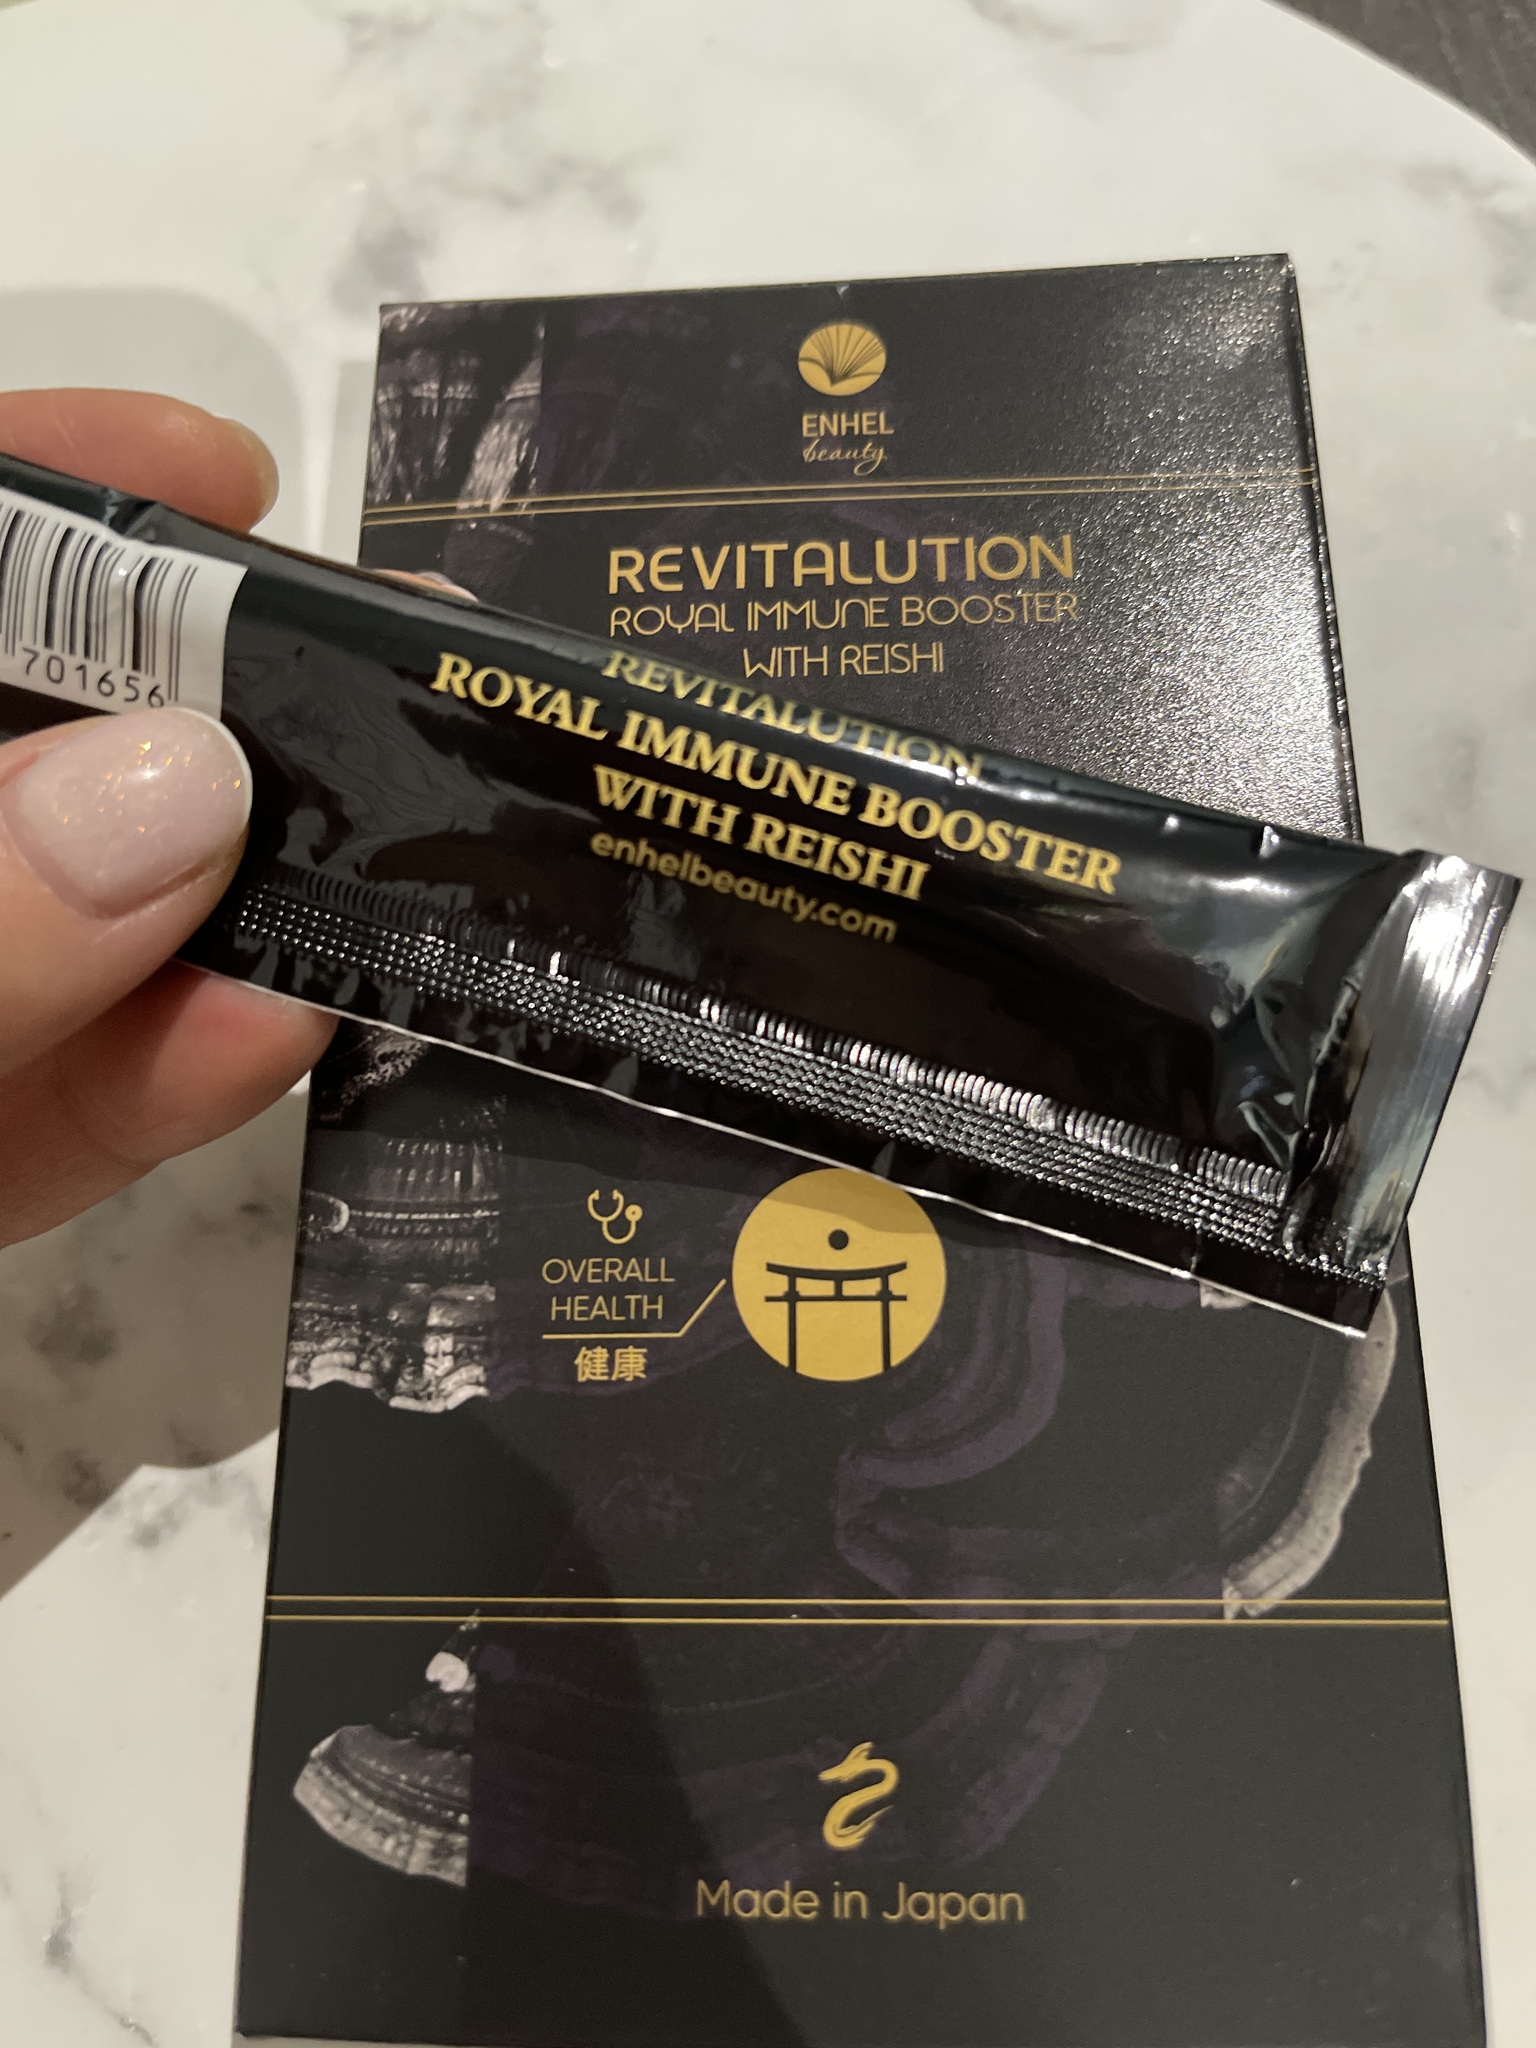 ENHEL
beauty
REVITALUTION
ROYAL IMMUNE BOOSTER
WITH REISHI
701656
REVITALUTION
ROYAL IMMUNE BOOSTER
WITH REISHI
enhelbeauty.com
OVERALL
HEALTH
健康
Made in Japan